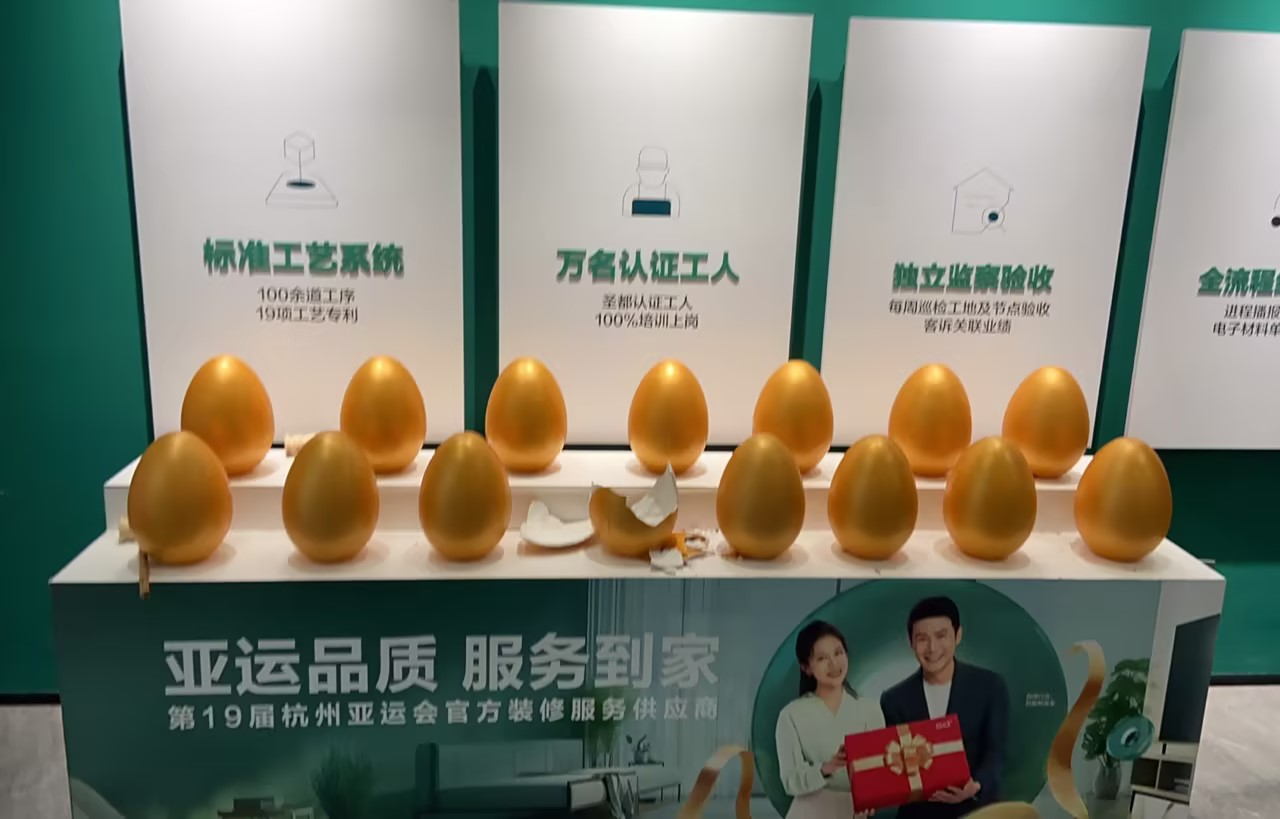 标准工艺系统
100余道工序
19项工艺专利
万名认证工人
圣都认证工人
100%培训上岗
独立监察验收
每周巡检工地及节点验收
客诉关联业绩
全流程
进程播报
电子材料单
亚运品质 服务到家
第19届杭州亚运会官方装修服务供应商